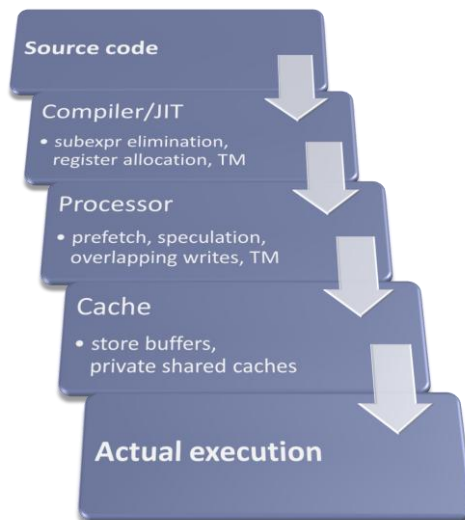 Source code
Compiler/JIT
• subexpr elimination,
register allocation, TM
Processor
• prefetch, speculation,
overlapping writes, TM
Cache
• store buffers,
private shared caches
Actual execution